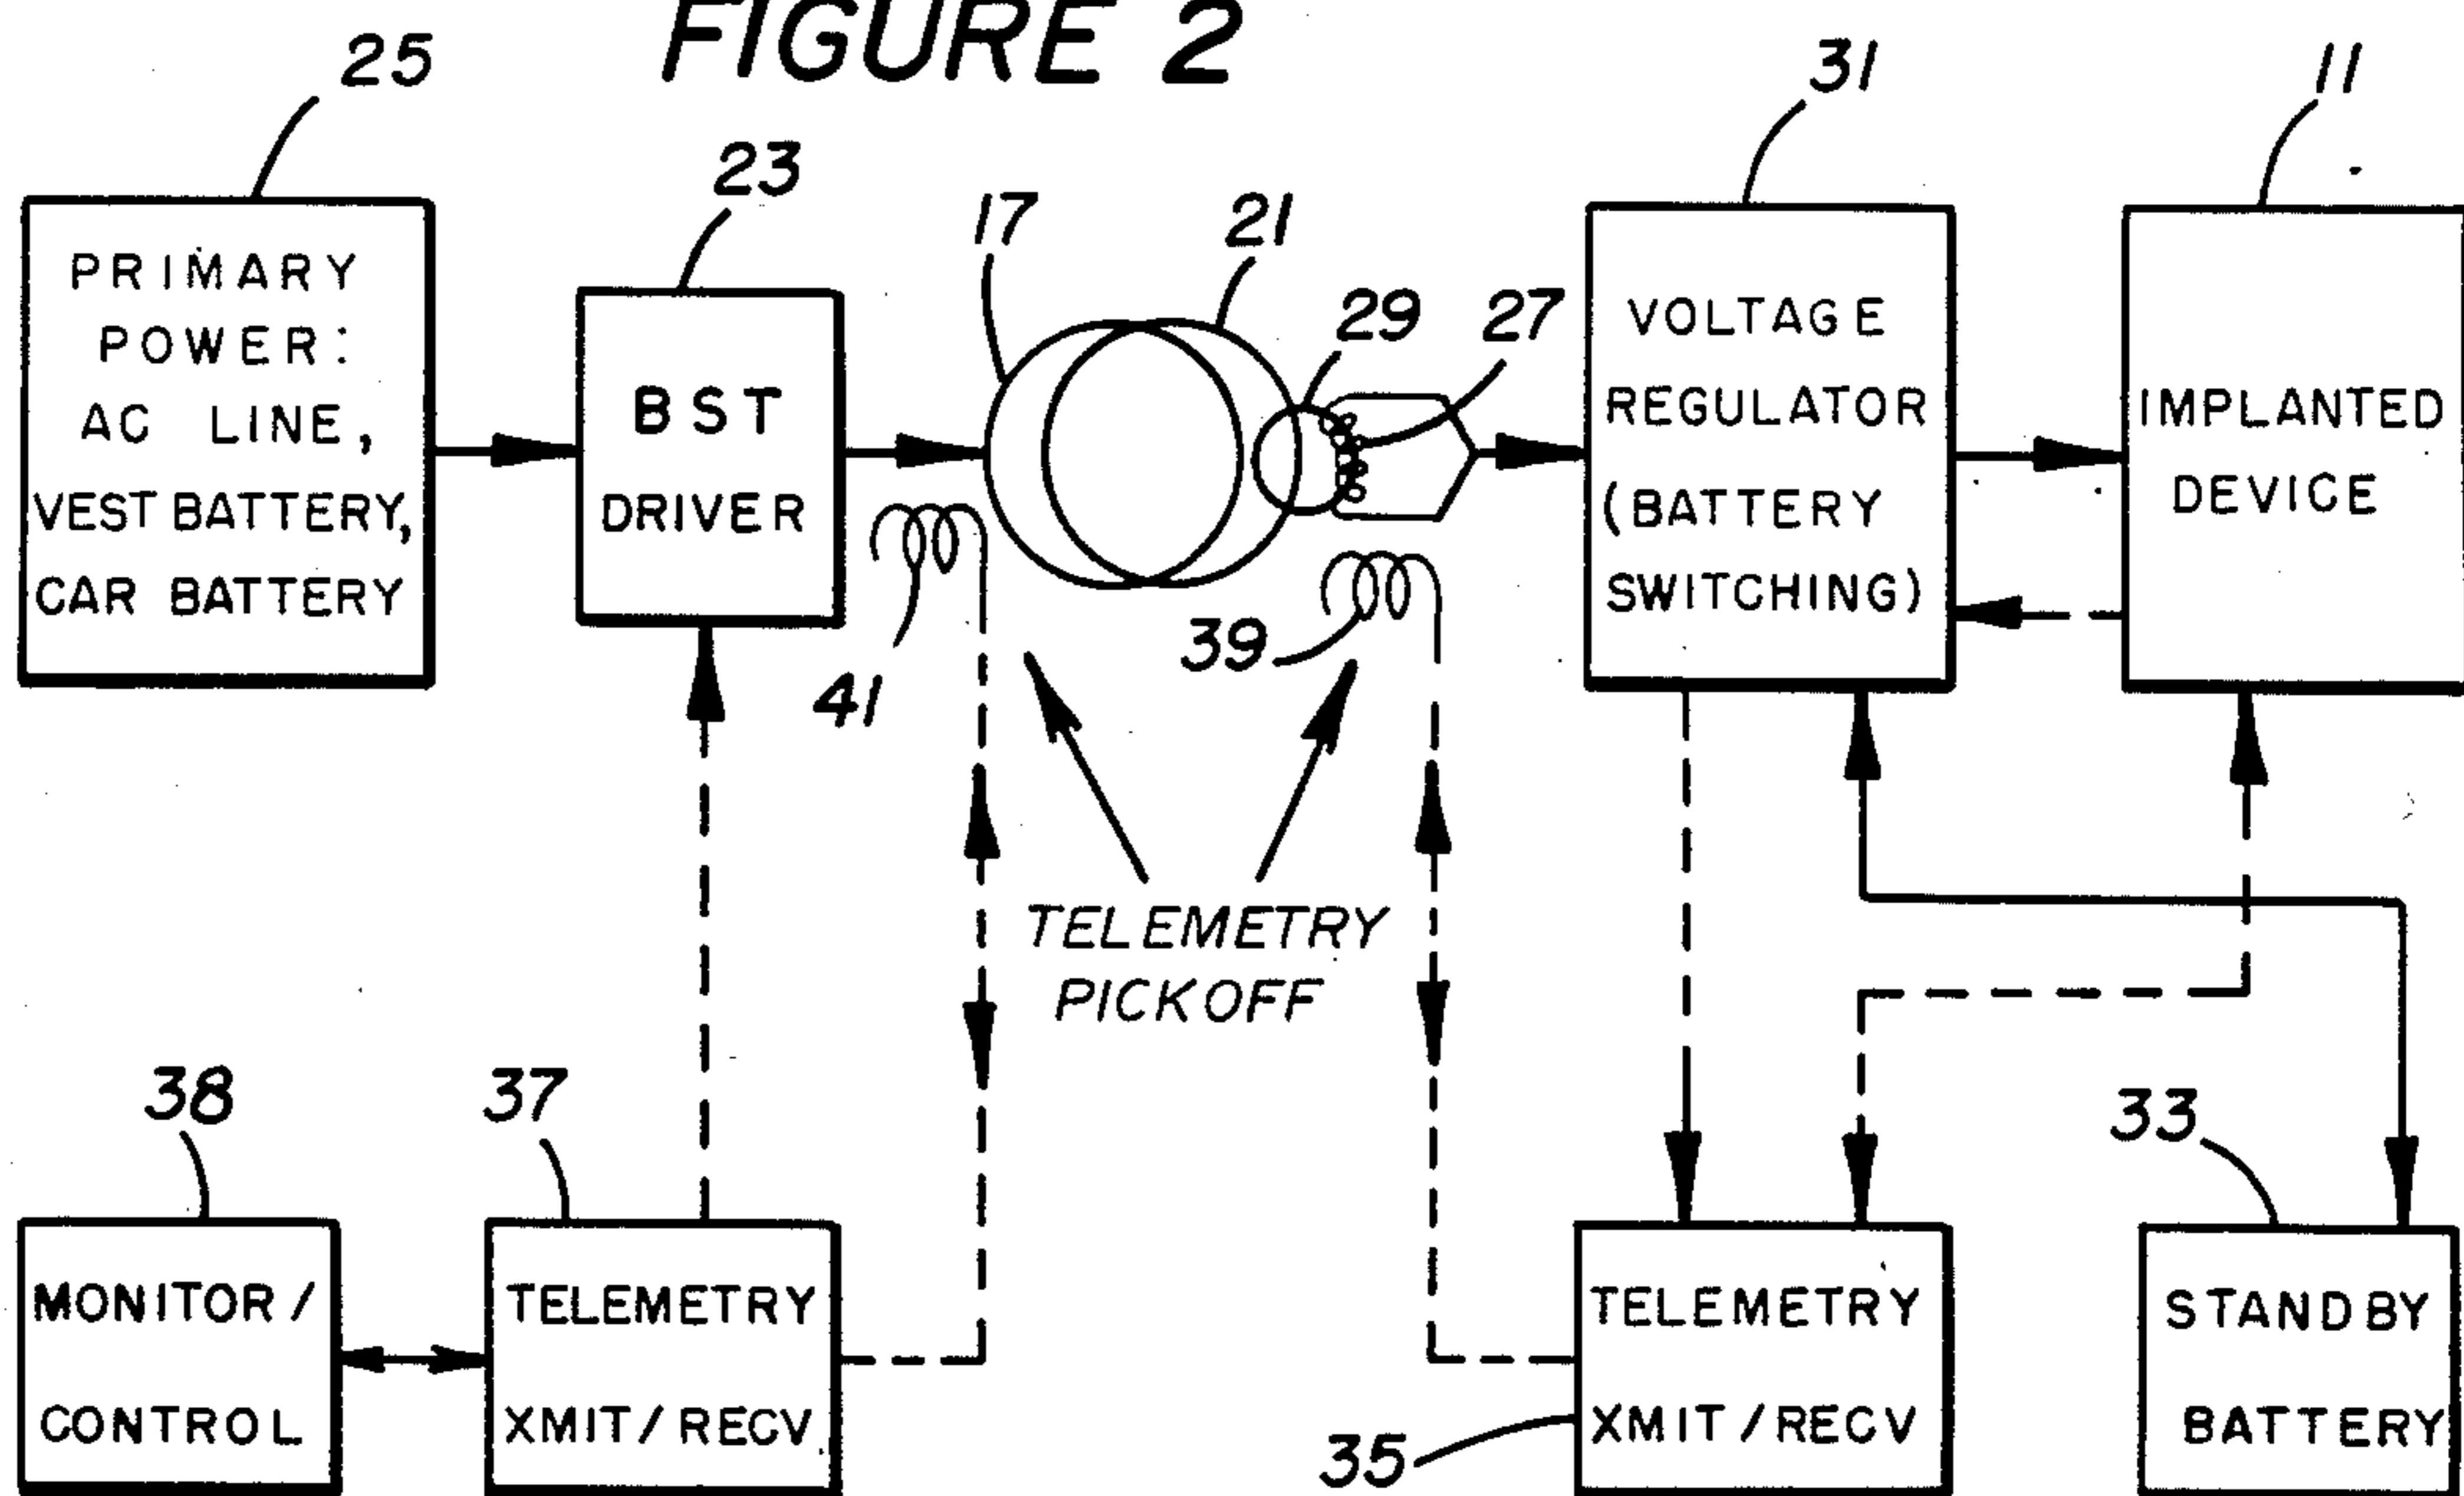 FIGURE 2
25
23
17
21
29
27
31
11
PRIMARY
POWER:
AC LINE,
VEST BATTERY,
CAR BATTERY
BST
DRIVER
VOLTAGE
REGULATOR
(BATTERY
SWITCHING)
IMPLANTED
DEVICE
41
39
TELEMETRY
PICKOFF
38
37
33
35
MONITOR/
CONTROL
TELEMETRY
XMIT/RECV
TELEMETRY
XMIT/RECV
STANDBY
BATTERY